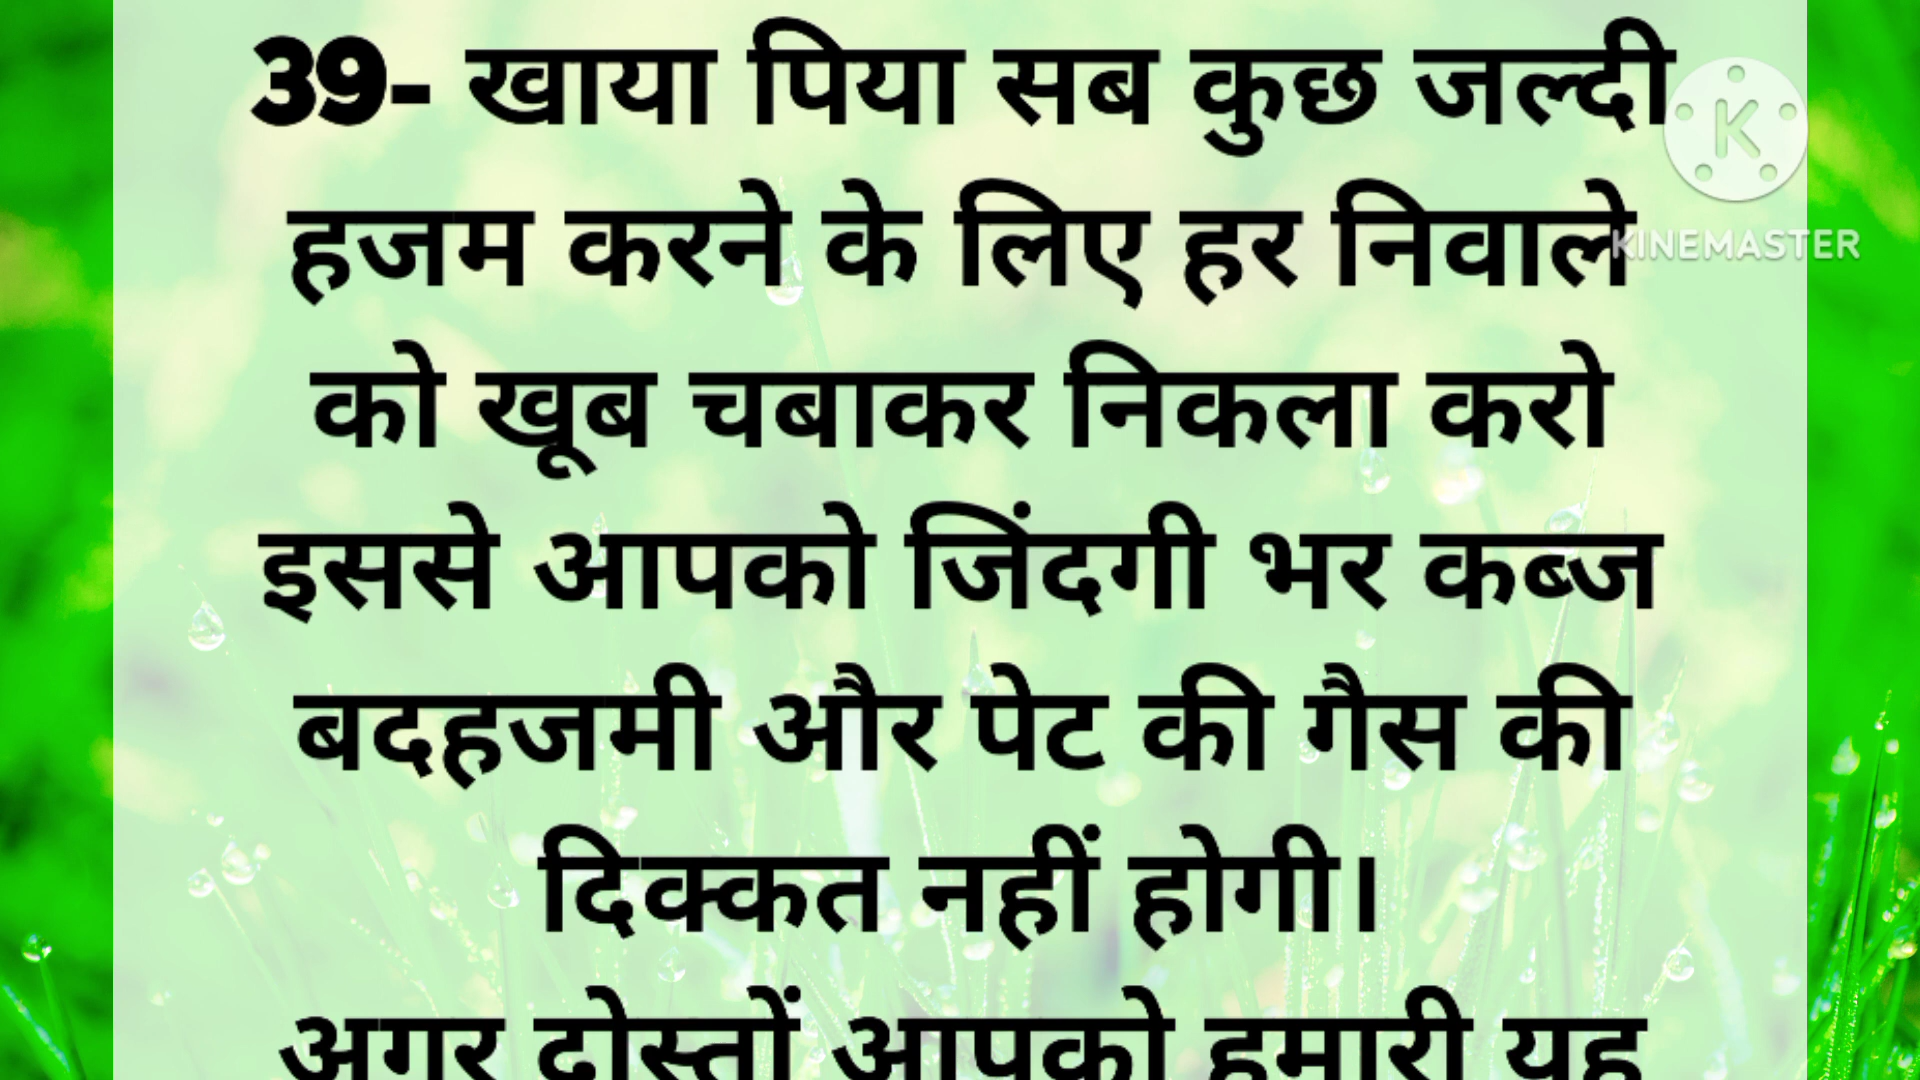 39- खाया पिया सब कुछ जल्दी
हजम करने के लिए हर निवाले
को खूब चबाकर निकला करो
इससे आपको जिंदगी भर कब्ज
बदहजमी और पेट की गैस की
दिक्कत नहीं होगी।
अगर दोस्तों आपको हमारी यह
K
KINEMASTER